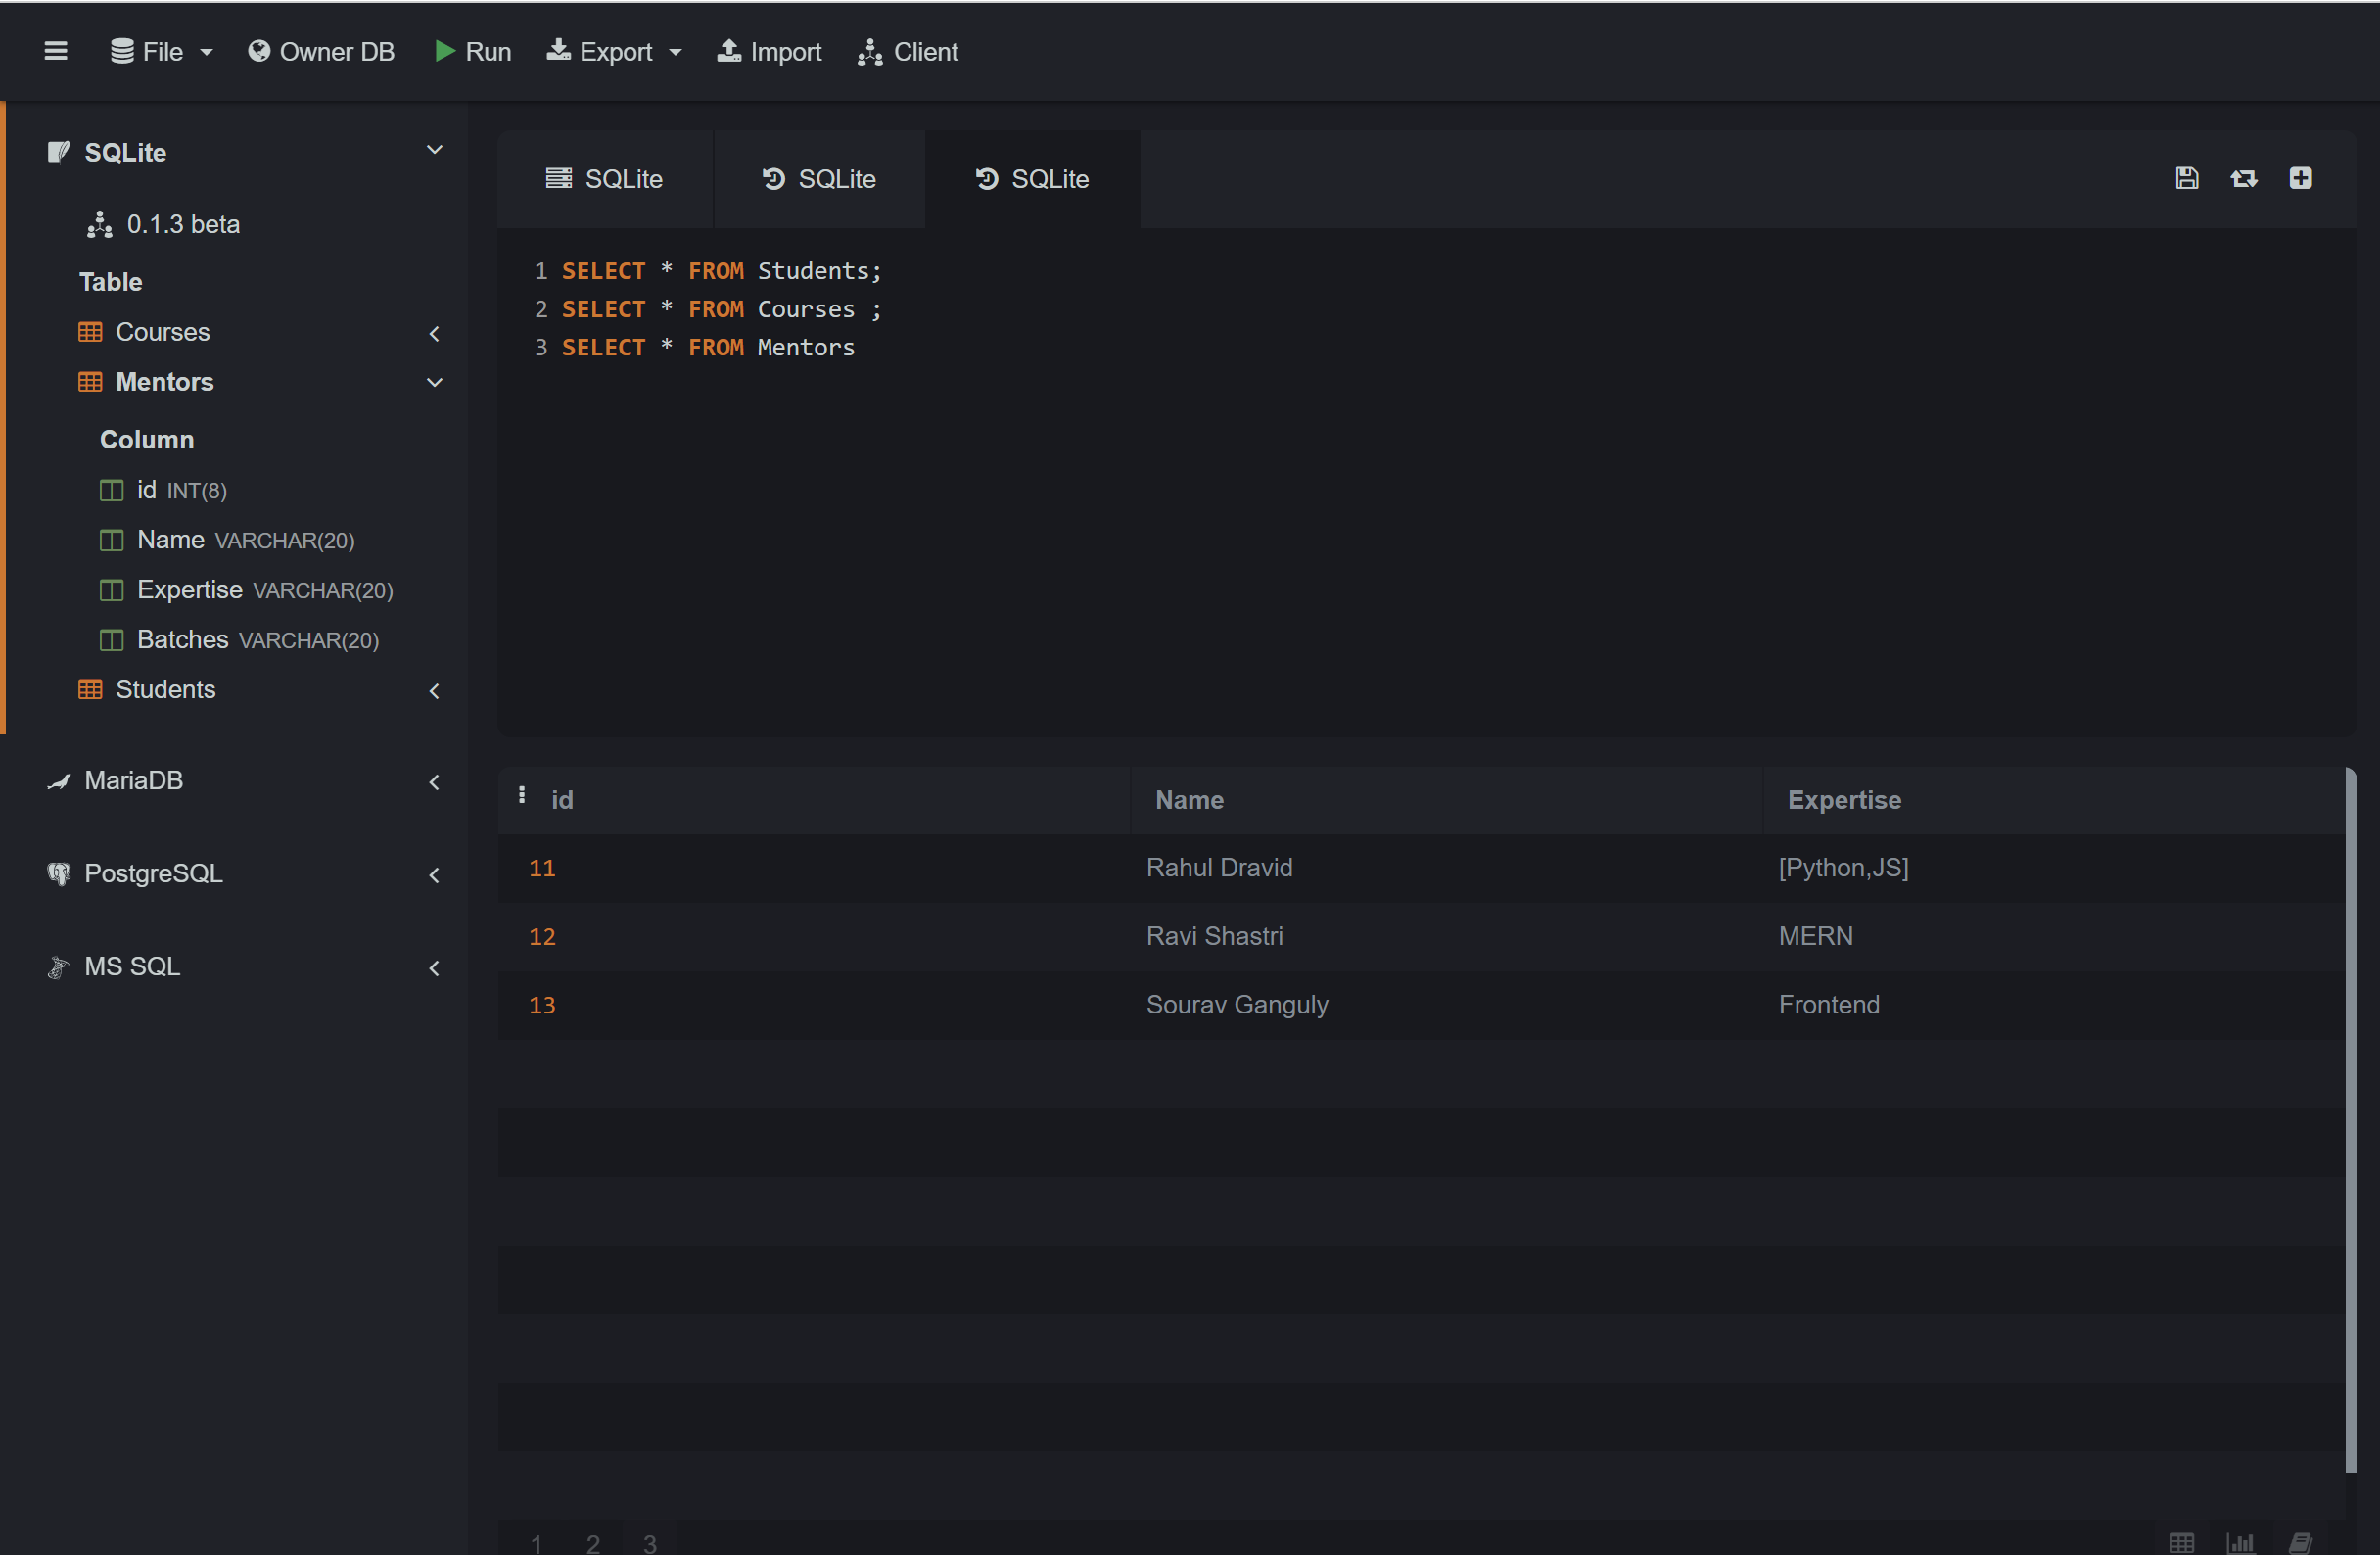 File Owner DB Run Export Import Client
SQLite
0.1.3 beta
Table
Courses
Mentors
Column
id INT(8)
Name VARCHAR(20)
Expertise VARCHAR(20)
Batches VARCHAR(20)
Students
MariaDB
PostgreSQL
MS SQL
SQLite SQLite SQLite
1 SELECT * FROM Students;
2 SELECT * FROM Courses ;
3 SELECT * FROM Mentors
id Name Expertise
11 Rahul Dravid [Python,JS]
12 Ravi Shastri MERN
13 Sourav Ganguly Frontend
1 2 3